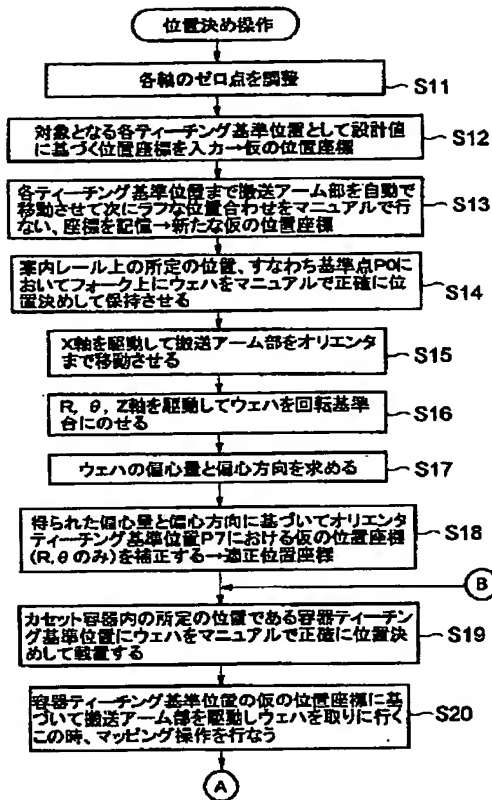 位置決め操作
各軸のゼロ点を調整
S11
対象となる各ティーチング基準位置として設計値
に基づく位置座標を入力→仮の位置座標
S12
各ティーチング基準位置まで搬送アーム部を自動で
移動させて次にラフな位置合わせをマニュアルで行
ない、座標を記憶→新たな仮の位置座標
S13
案内レール上の所定の位置、すなわち基準点P0に
おいてフォーク上にウェハをマニュアルで正確に位
置決めして保持させる
S14
X軸を駆動して搬送アーム部をオリエンタ
まで移動させる
S15
R, θ, Z軸を駆動してウェハを回転基準
台にのせる
S16
ウェハの偏心量と偏心方向を求める
S17
得られた偏心量と偏心方向に基づいてオリエンタ
ティーチング基準位置P7における仮の位置座標
(R,θのみ)を補正する→適正位置座標
S18
B
カセット容器内の所定の位置である容器ティーチン
グ基準位置にウェハをマニュアルで正確に位置決
めして載置する
S19
容器ティーチング基準位置の仮の位置座標に基
づいて搬送アーム部を駆動しウェハを取りに行く
この時、マッピング操作を行なう
S20
A